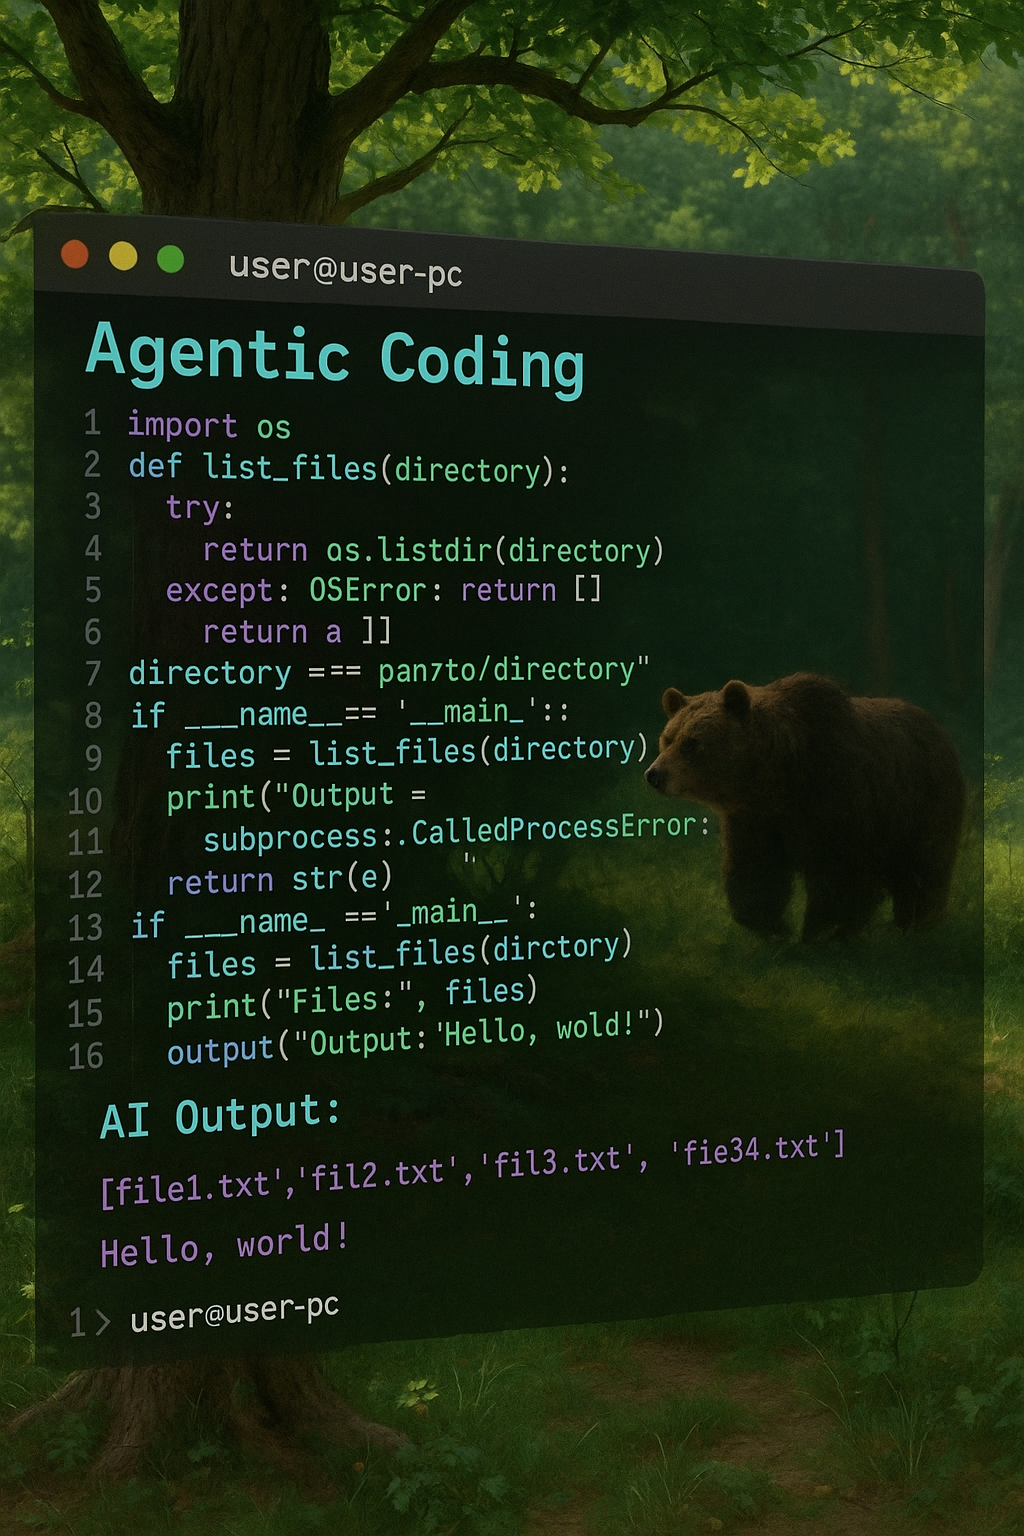 user@user-pc
Agentic Coding
1 import os
2 def list_files(directory):
3 try:
4 return os.listdir(directory)
5 except: OSError: return []
6 return a ]]
7 directory === pan7to/directory"
8 if ___name__== '__main_'::
9 files = list_files(directory)
10 print("Output =
11 subprocess:.CalledProcessError:
12 return str(e) "
13 if ___name_ =='_main__':
14 files = list_files(dirctory)
15 print("Files:", files)
16 output("Output: 'Hello, wold!")
AI Output:
[file1.txt','fil2.txt','fil3.txt', 'fie34.txt']
Hello, world!
1> user@user-pc